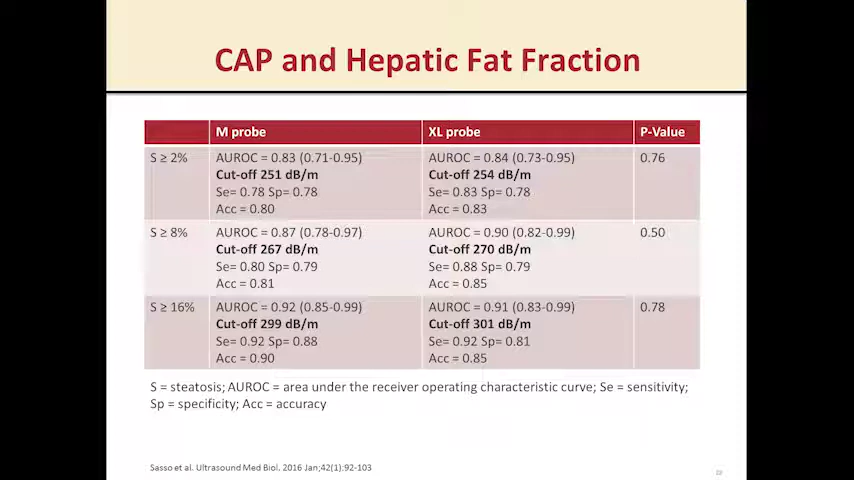 CAP and Hepatic Fat Fraction
M probe XL probe P-Value
S ≥ 2% AUROC = 0.83 (0.71-0.95) AUROC = 0.84 (0.73-0.95) 0.76
Cut-off 251 dB/m Cut-off 254 dB/m
Se= 0.78 Sp= 0.78 Se= 0.83 Sp= 0.78
Acc = 0.80 Acc = 0.83
S ≥ 8% AUROC = 0.87 (0.78-0.97) AUROC = 0.90 (0.82-0.99) 0.50
Cut-off 267 dB/m Cut-off 270 dB/m
Se= 0.80 Sp= 0.79 Se= 0.88 Sp= 0.79
Acc = 0.81 Acc = 0.85
S ≥ 16% AUROC = 0.92 (0.85-0.99) AUROC = 0.91 (0.83-0.99) 0.78
Cut-off 299 dB/m Cut-off 301 dB/m
Se= 0.92 Sp= 0.88 Se= 0.92 Sp= 0.81
Acc = 0.90 Acc = 0.85
S = steatosis; AUROC = area under the receiver operating characteristic curve; Se = sensitivity;
Sp = specificity; Acc = accuracy
Sasso et al. Ultrasound Med Biol. 2016 Jan;42(1):92-103